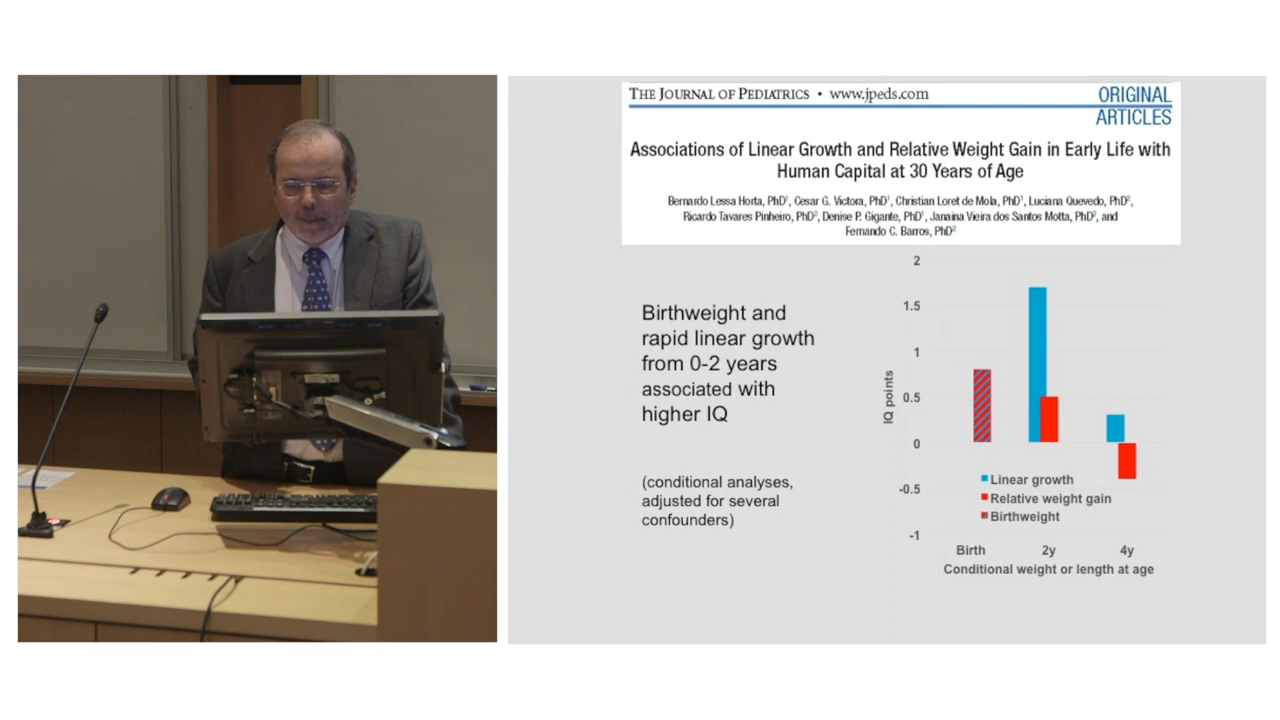 THE JOURNAL OF PEDIATRICS • www.jpeds.com
ORIGINAL
ARTICLES
Associations of Linear Growth and Relative Weight Gain in Early Life with
Human Capital at 30 Years of Age
Bernardo Lessa Horta, PhD1, Cesar G. Victora, PhD1, Christian Loret de Mola, PhD1, Luciana Quevedo, PhD2,
Ricardo Tavares Pinheiro, PhD2, Denise P. Gigante, PhD1, Janaina Vieira dos Santos Motta, PhD2, and
Fernando C. Barros, PhD2
Birthweight and
rapid linear growth
from 0-2 years
associated with
higher IQ
(conditional analyses,
adjusted for several
confounders)
IQ points
2
1.5
1
0.5
0
-0.5
-1
Linear growth
Relative weight gain
Birthweight
Birth 2y 4y
Conditional weight or length at age